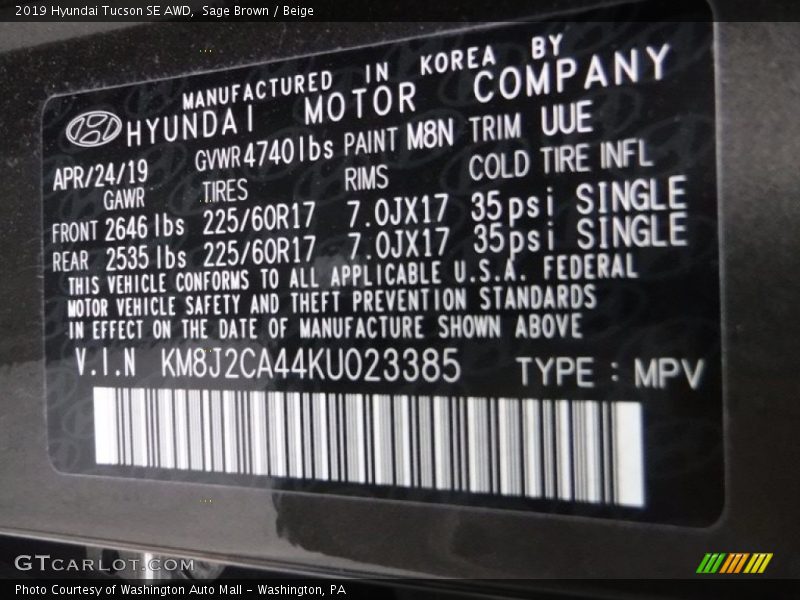 2019 Hyundai Tucson SE AWD, Sage Brown / Beige
MANUFACTURED IN KOREA BY
HYUNDAI MOTOR COMPANY
APR/24/19 GVWR 4740lbs PAINT M8N TRIM UUE
GAWR TIRES RIMS COLD TIRE INFL
FRONT 2646 lbs 225/60R17 7.0JX17 35psi SINGLE
REAR 2535 lbs 225/60R17 7.0JX17 35psi SINGLE
THIS VEHICLE CONFORMS TO ALL APPLICABLE U.S.A. FEDERAL
MOTOR VEHICLE SAFETY AND THEFT PREVENTION STANDARDS
IN EFFECT ON THE DATE OF MANUFACTURE SHOWN ABOVE
V.I.N KM8J2CA44KU023385 TYPE : MPV
GTCARLOT.COM
Photo Courtesy of Washington Auto Mall - Washington, PA